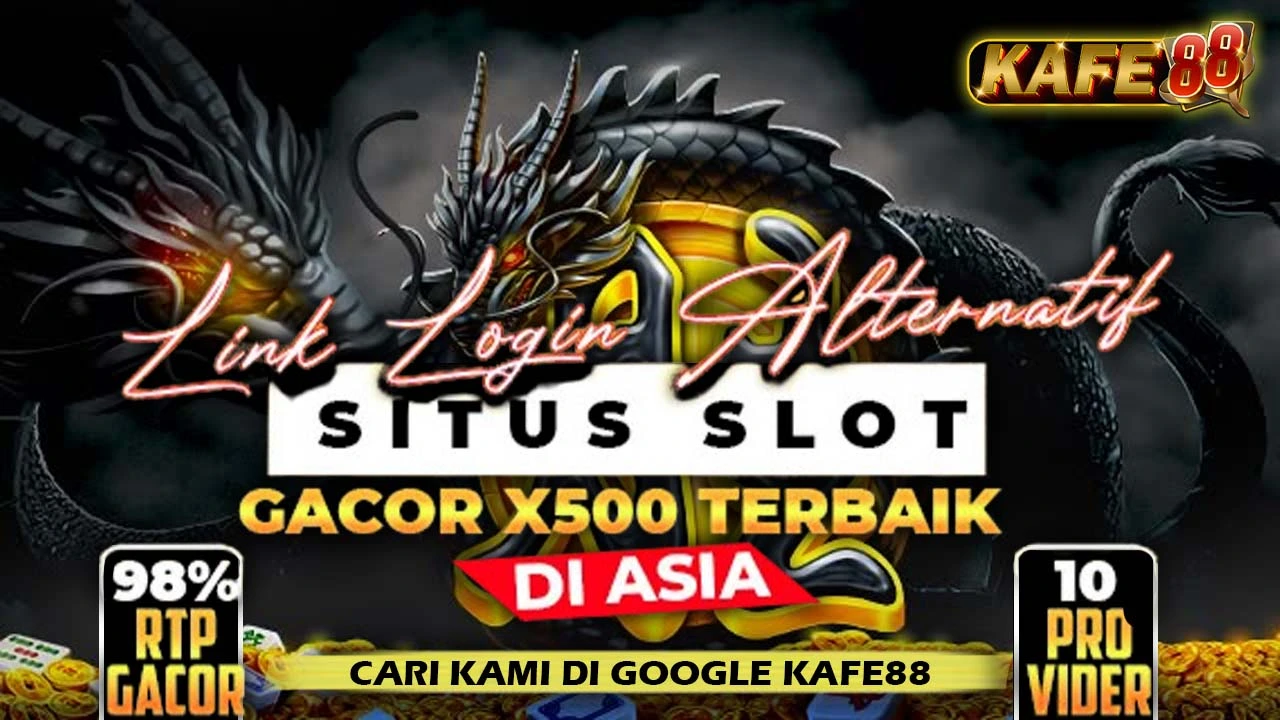 KAFE88
Link Login Alternatif
SITUS SLOT
GACOR X500 TERBAIK
DI ASIA
98%
RTP
GACOR
10
PRO
VIDER
CARI KAMI DI GOOGLE KAFE88